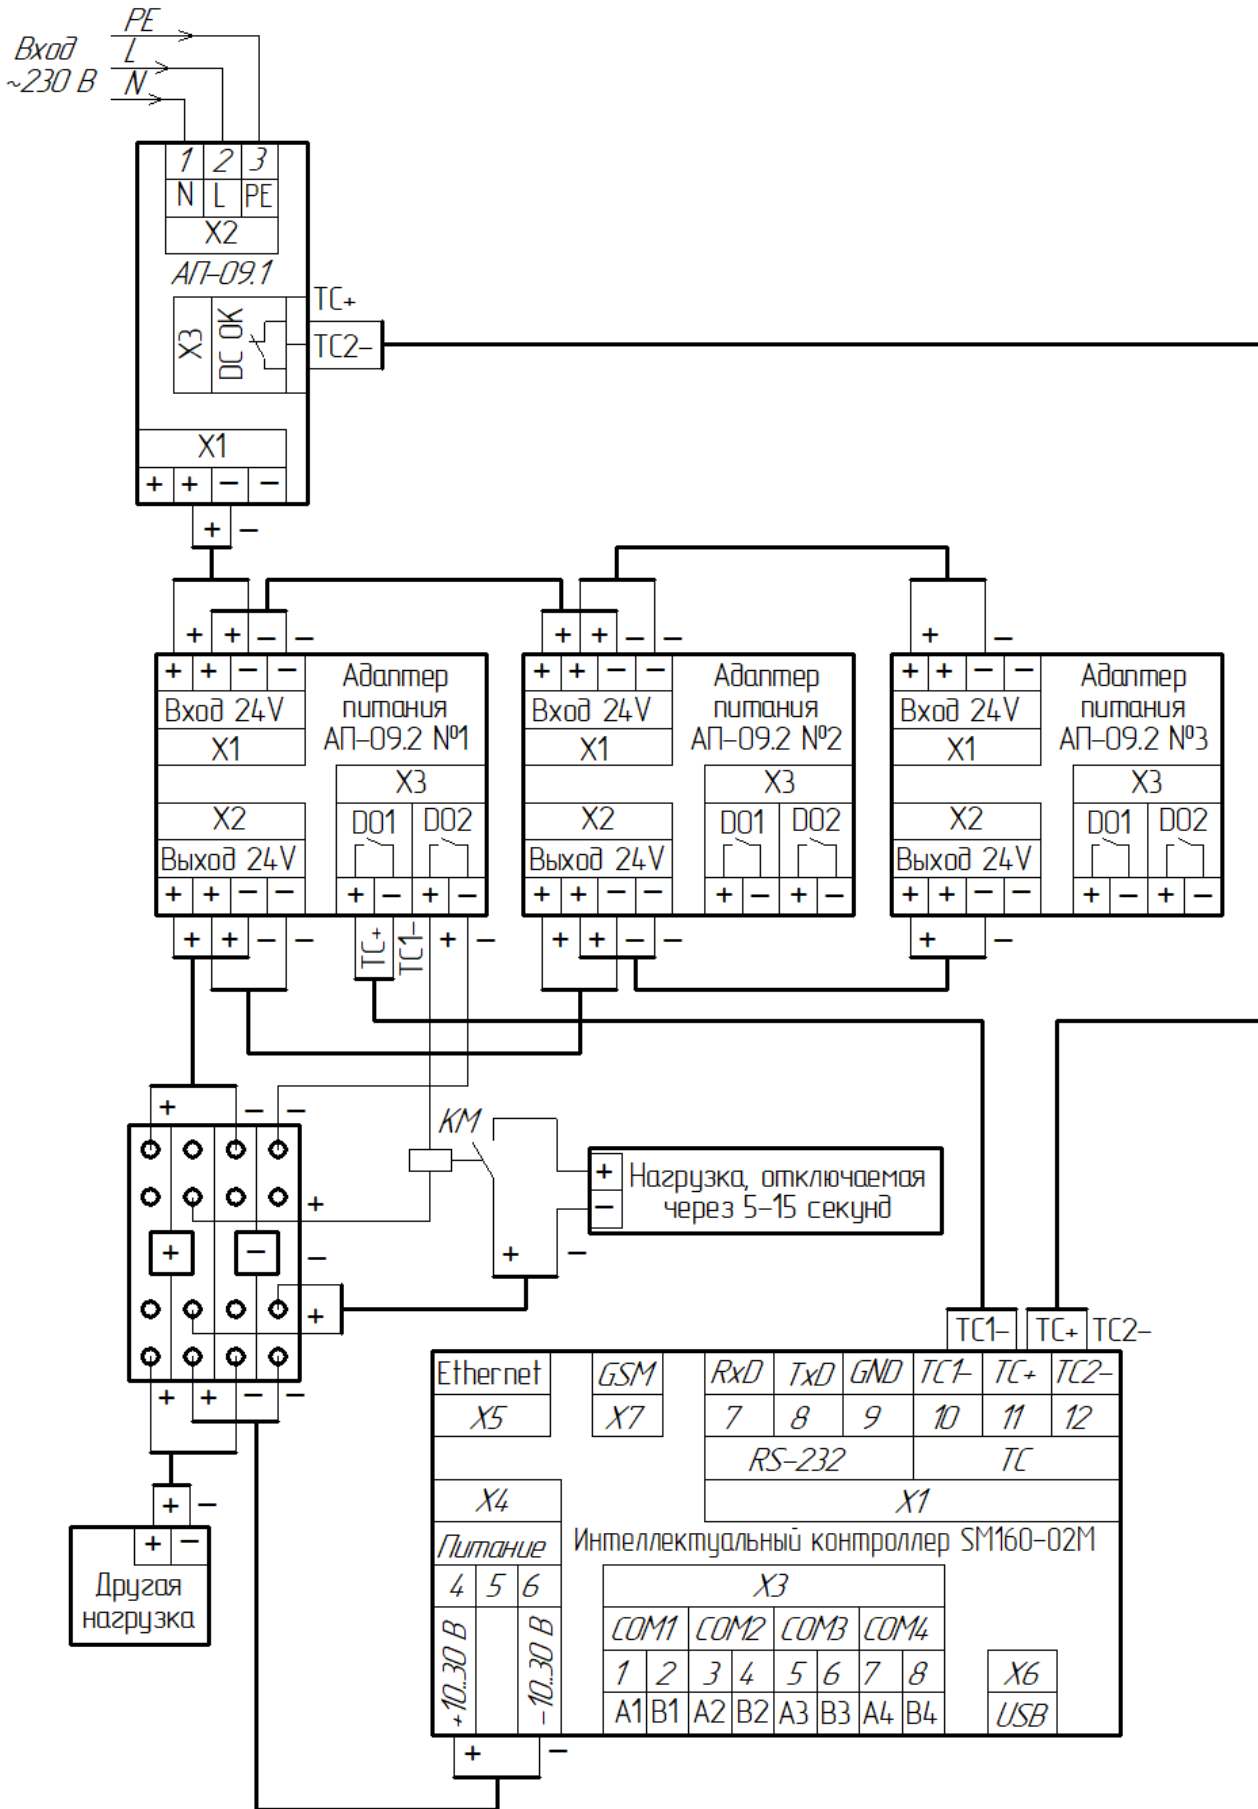 PE
Вход
L
~230 В
N
1 2 3
N L PE
X2
АП-09.1
TC+
X3
DC OK
TC2-
X1
+ + − −
+ −
+ + − −
+ + − −
+ −
+ + − −
Вход 24V
X1
Адаптер
питания
АП-09.2 №1
X3
X2
DO1 DO2
Выход 24V
+ + − − + − + −
+ + − − TC+ TC1- + −
+ + − −
Вход 24V
X1
Адаптер
питания
АП-09.2 №2
X3
X2
DO1 DO2
Выход 24V
+ + − − + − + −
+ + − −
+ + − −
Вход 24V
X1
Адаптер
питания
АП-09.2 №3
X3
X2
DO1 DO2
Выход 24V
+ + − − + − + −
+ −
+ − −
KM
+
+ −
−
+
+ Нагрузка, отключаемая
− через 5-15 секунд
+ −
+ + − −
+ −
+ −
Другая
нагрузка
TC1- TC+ TC2-
Ethernet GSM RxD TxD GND TC1- TC+ TC2-
X5 X7 7 8 9 10 11 12
RS-232 TC
X4 X1
Питание Интеллектуальный контроллер SM160-02M
4 5 6 X3
+10..30 В -10..30 В
COM1 COM2 COM3 COM4
1 2 3 4 5 6 7 8 X6
A1 B1 A2 B2 A3 B3 A4 B4 USB
+ −